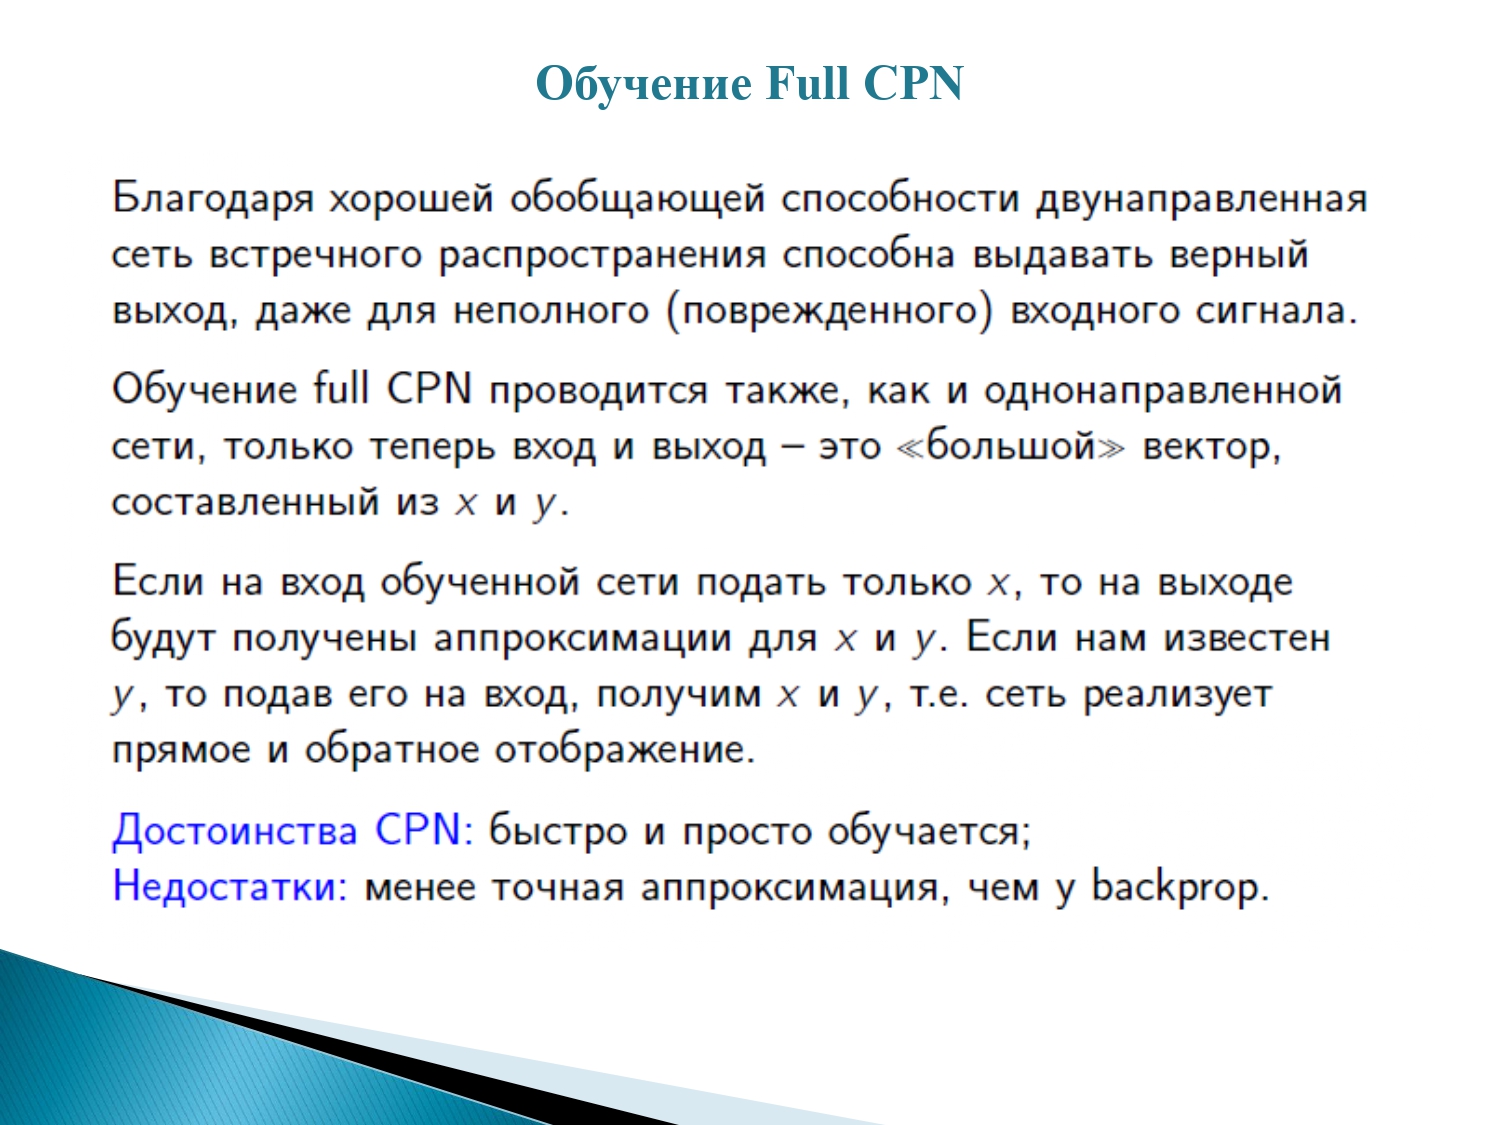 Обучение Full CPN
Благодаря хорошей обобщающей способности двунаправленная
сеть встречного распространения способна выдавать верный
выход, даже для неполного (поврежденного) входного сигнала.
Обучение full CPN проводится также, как и однонаправленной
сети, только теперь вход и выход – это ≪большой≫ вектор,
составленный из x и y.
Если на вход обученной сети подать только x, то на выходе
будут получены аппроксимации для x и y. Если нам известен
y, то подав его на вход, получим x и y, т.е. сеть реализует
прямое и обратное отображение.
Достоинства CPN: быстро и просто обучается;
Недостатки: менее точная аппроксимация, чем у backprop.